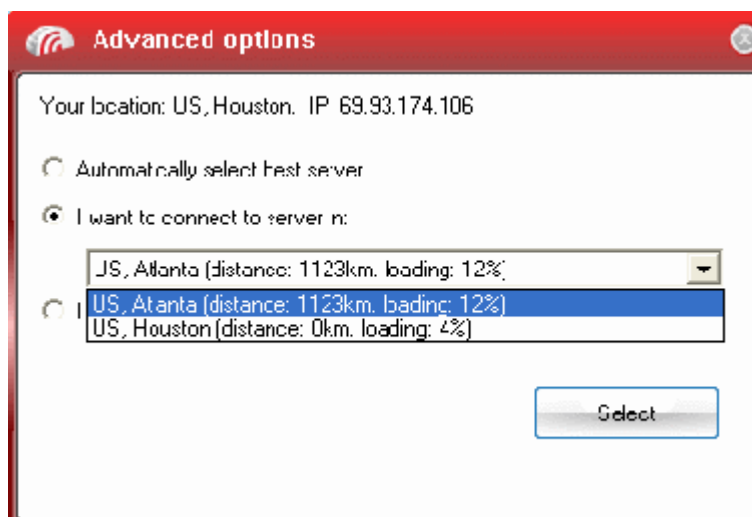 Advanced options
Your location: US, Houston. IP 69.93.174.106
Automatically select best server
I want to connect to server in:
US, Atlanta (distance: 1123km. loading: 12%)
US, Atlanta (distance: 1123km. loading: 12%)
US, Houston (distance: 0km. loading: 4%)
Select